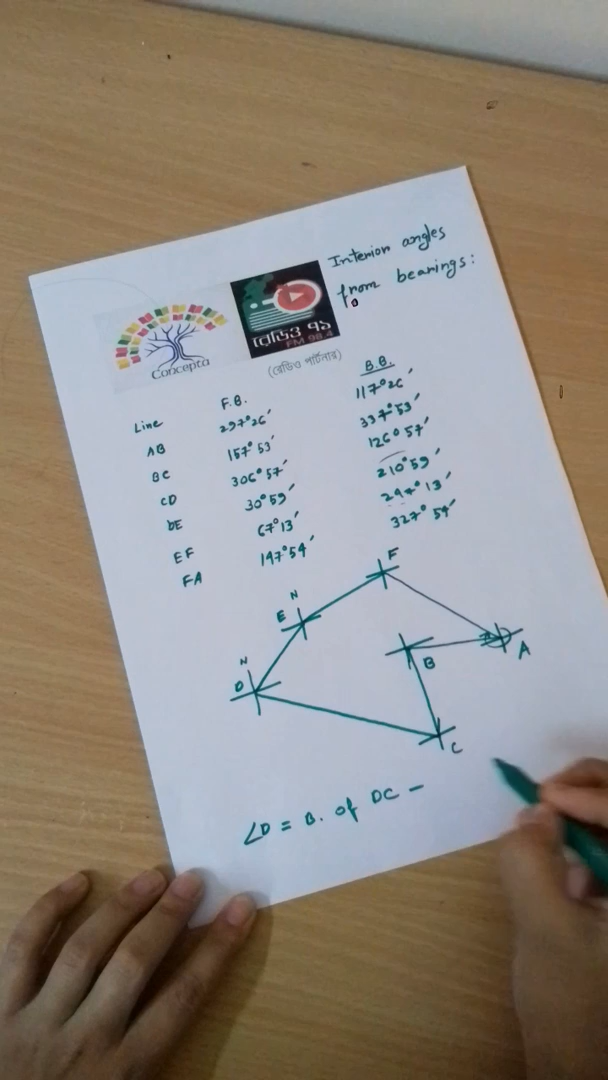 Interior angles
from bearings:
Concepta
রেডিও ৭১
FM 98.4
(রেডিও পার্টনার)
Line F.B. B.B.
AB 297°26′ 117°26′
BC 157°53′ 337°53′
CD 306°57′ 126°57′
DE 30°59′ 210°59′
EF 67°13′ 247°13′
FA 147°54′ 327°54′
F
N
E
N
D
B
A
C
∠D = B. of DC –